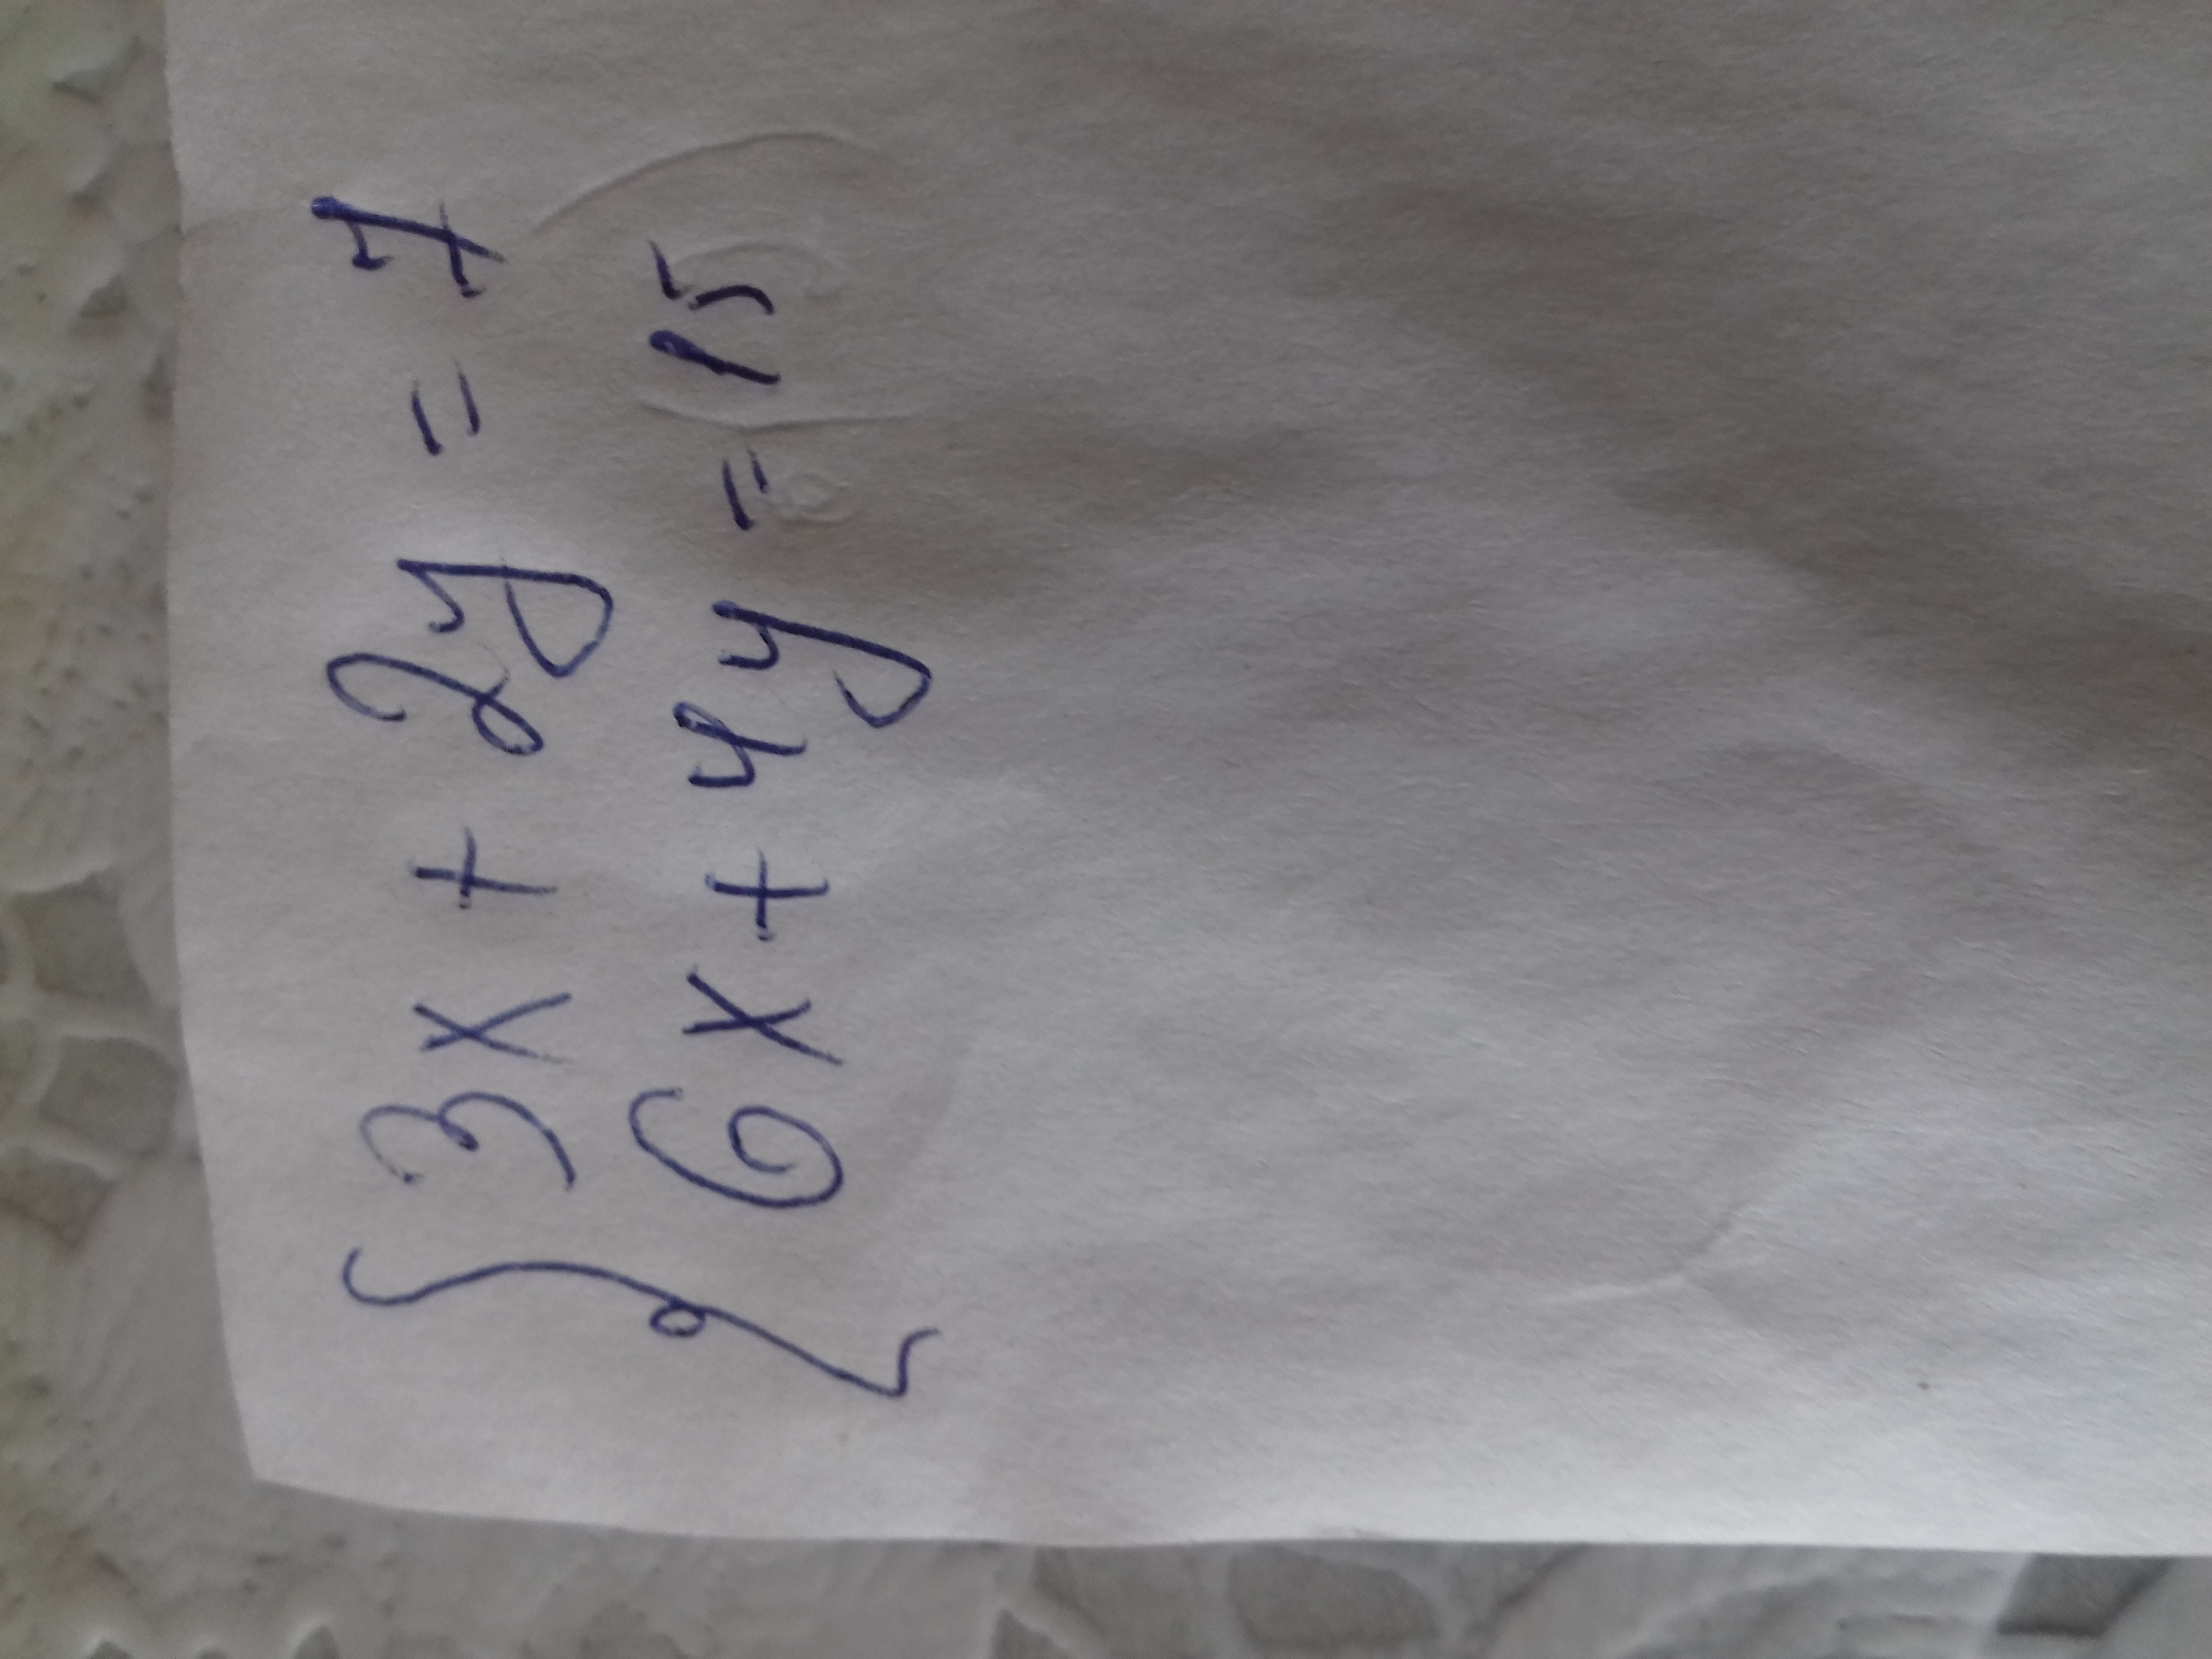 3x + 2y = 7
6x + 4y = 15